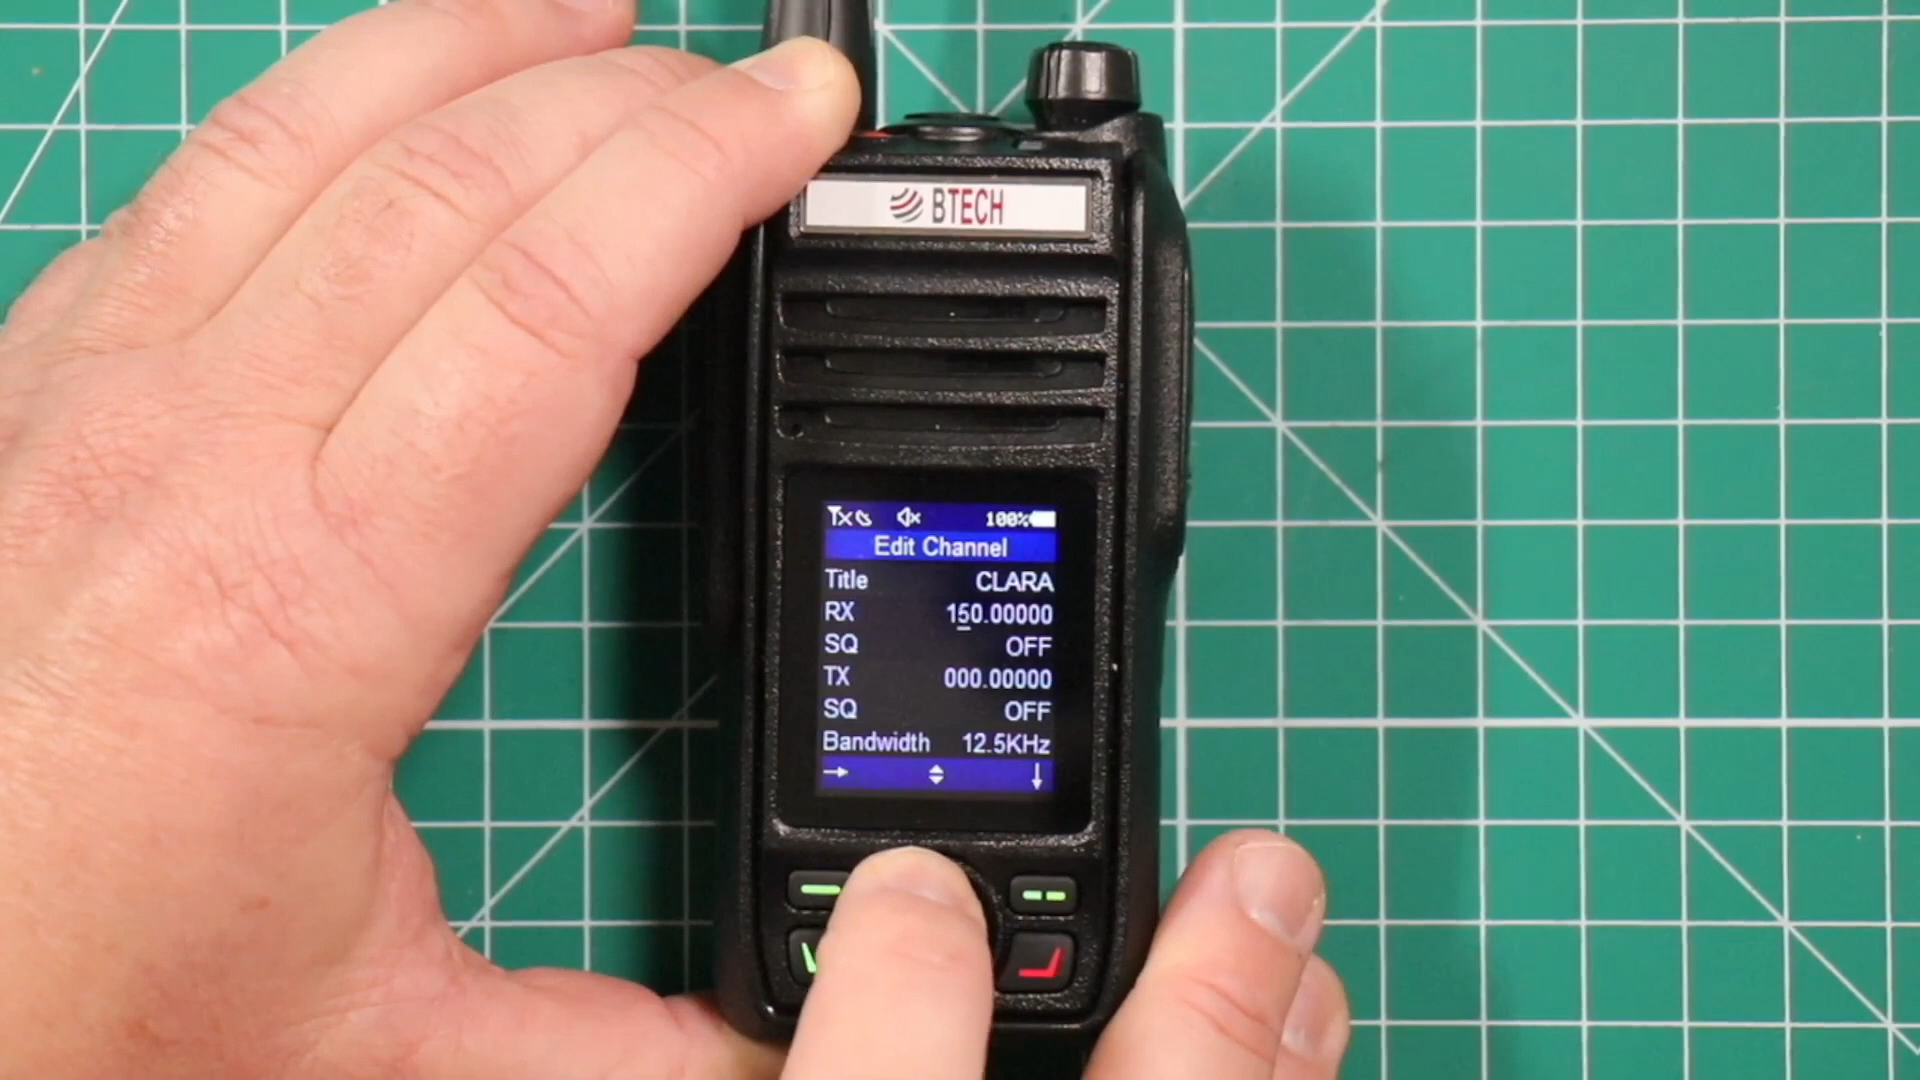 BTECH
100%
Edit Channel
Title CLARA
RX 150.00000
SQ OFF
TX 000.00000
SQ OFF
Bandwidth 12.5KHz